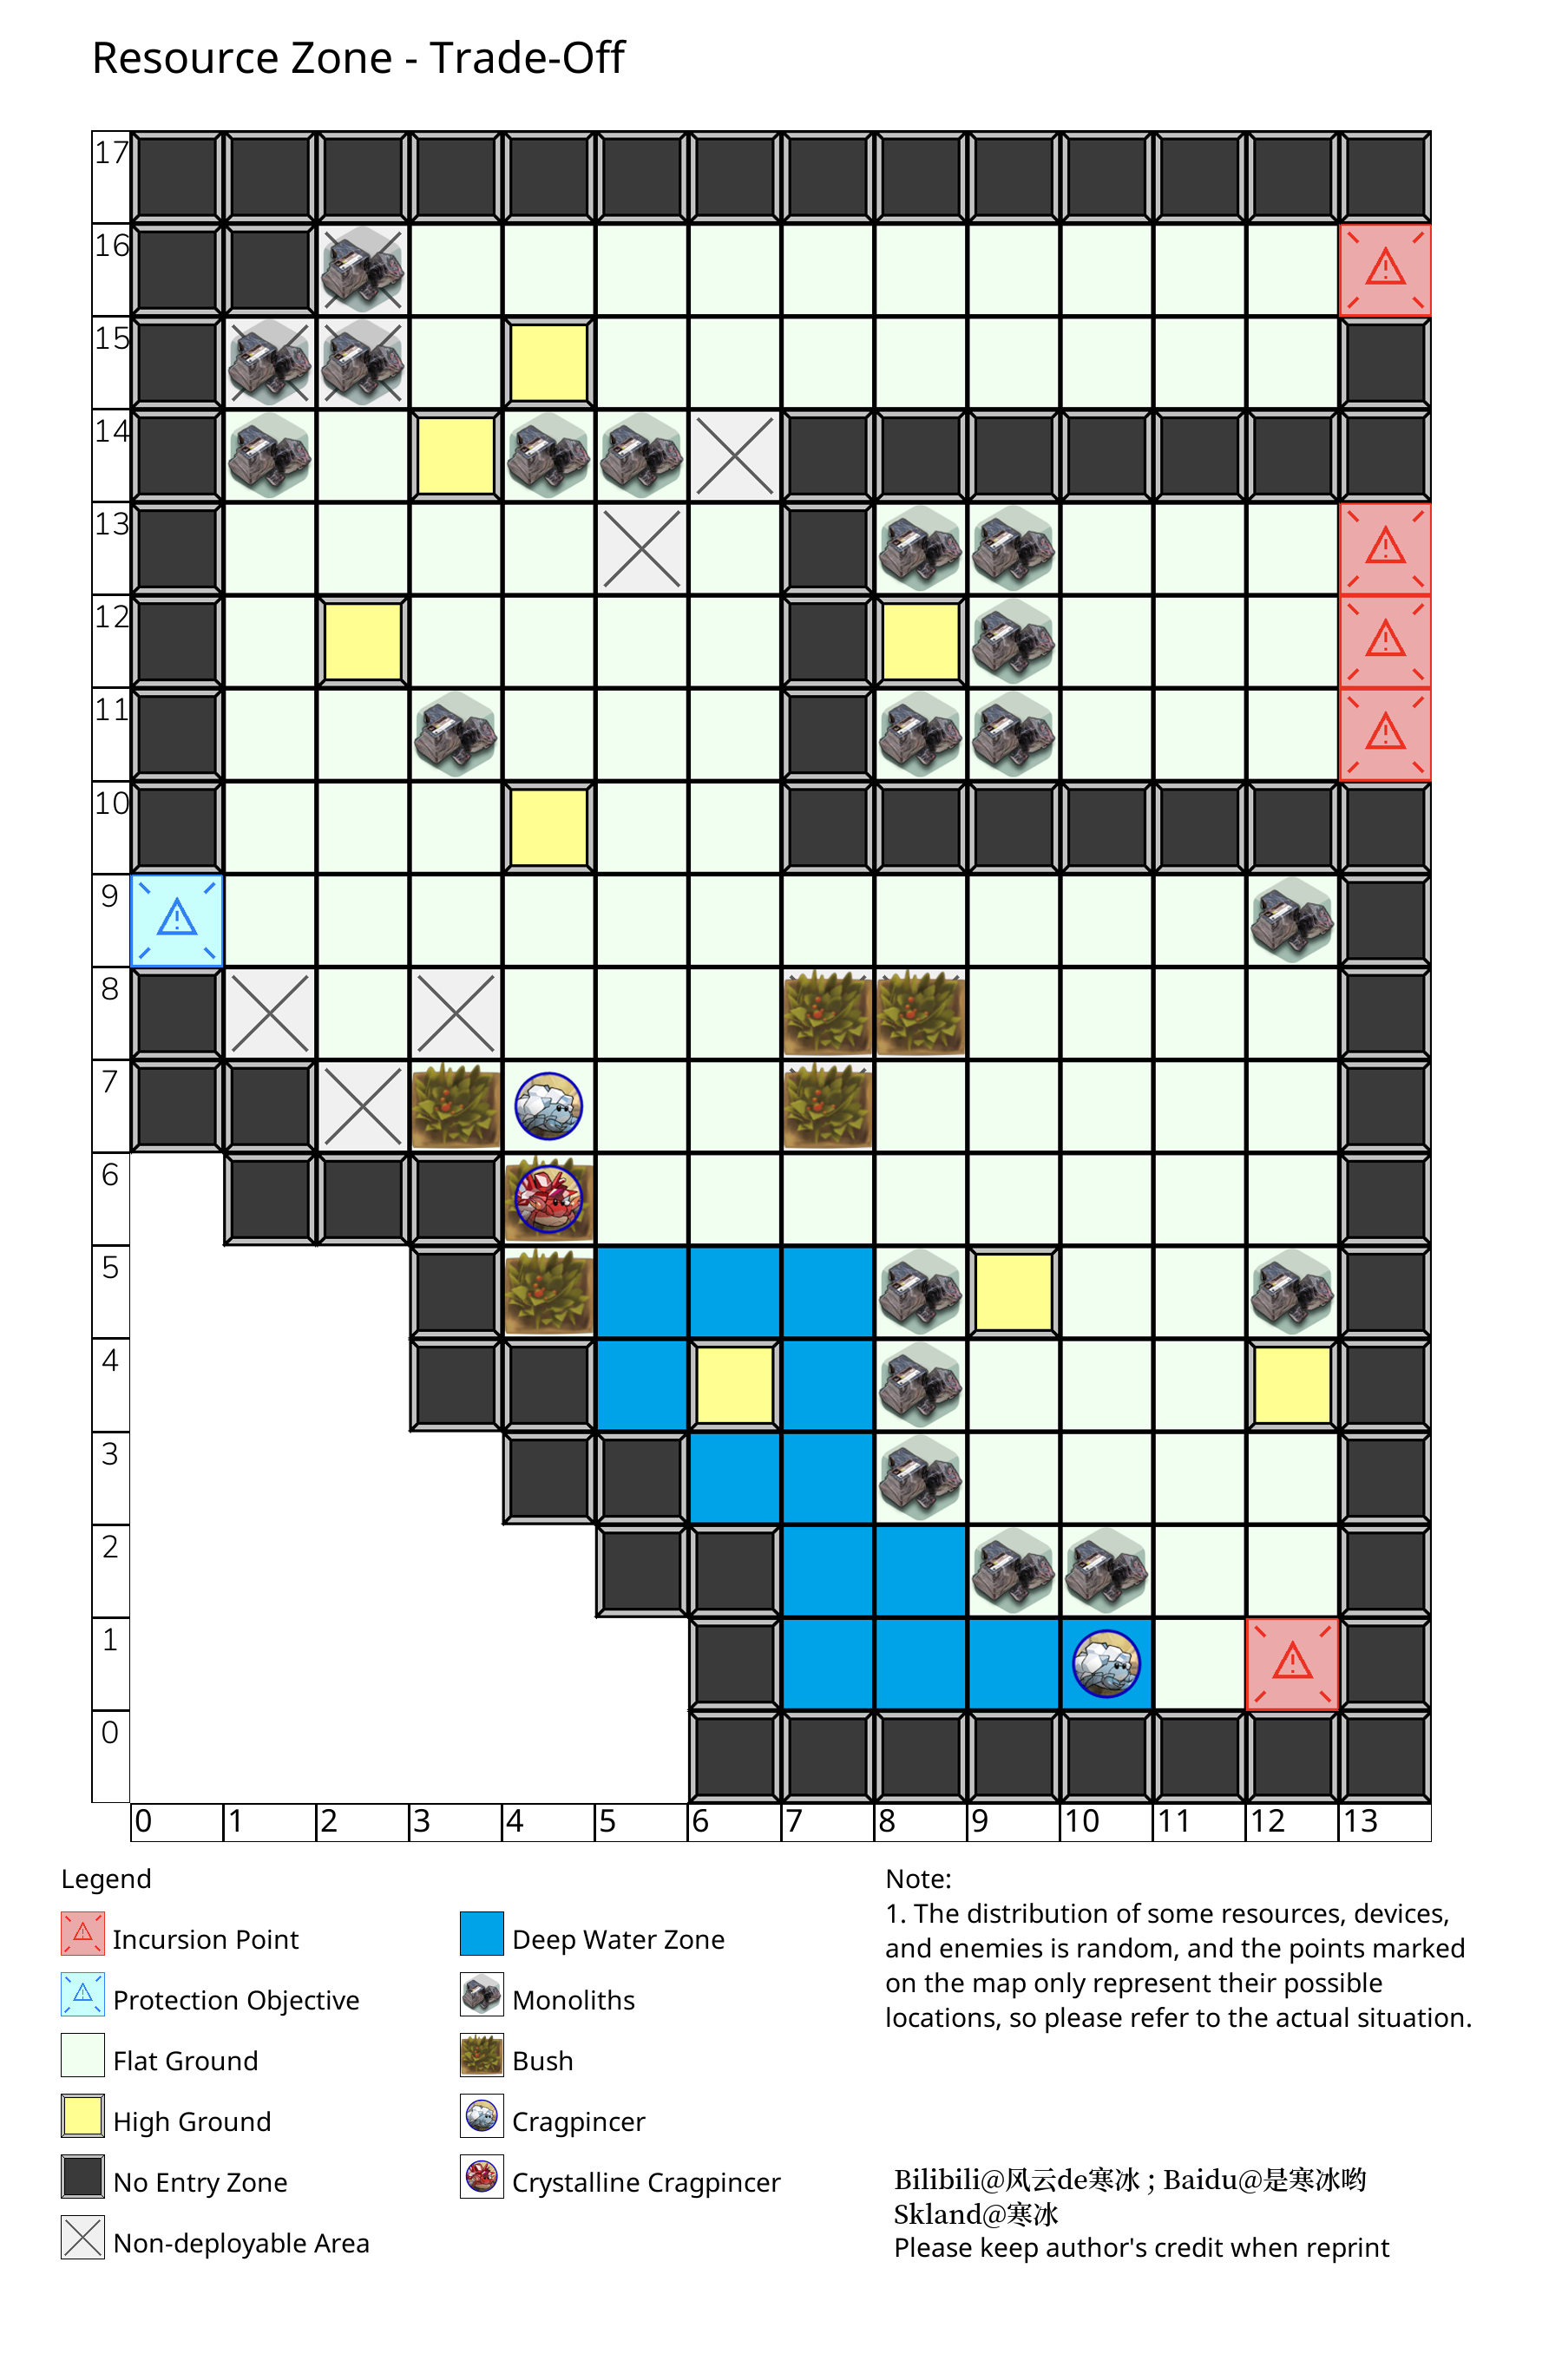 Resource Zone - Trade-Off
17
16
15
14
13
12
11
10
9
8
7
6
5
4
3
2
1
0
0 1 2 3 4 5 6 7 8 9 10 11 12 13
Legend
Incursion Point
Protection Objective
Flat Ground
High Ground
No Entry Zone
Non-deployable Area
Deep Water Zone
Monoliths
Bush
Cragpincer
Crystalline Cragpincer
Note:
1. The distribution of some resources, devices,
and enemies is random, and the points marked
on the map only represent their possible
locations, so please refer to the actual situation.
Bilibili@风云de寒冰 ; Baidu@是寒冰哟
Skland@寒冰
Please keep author's credit when reprint